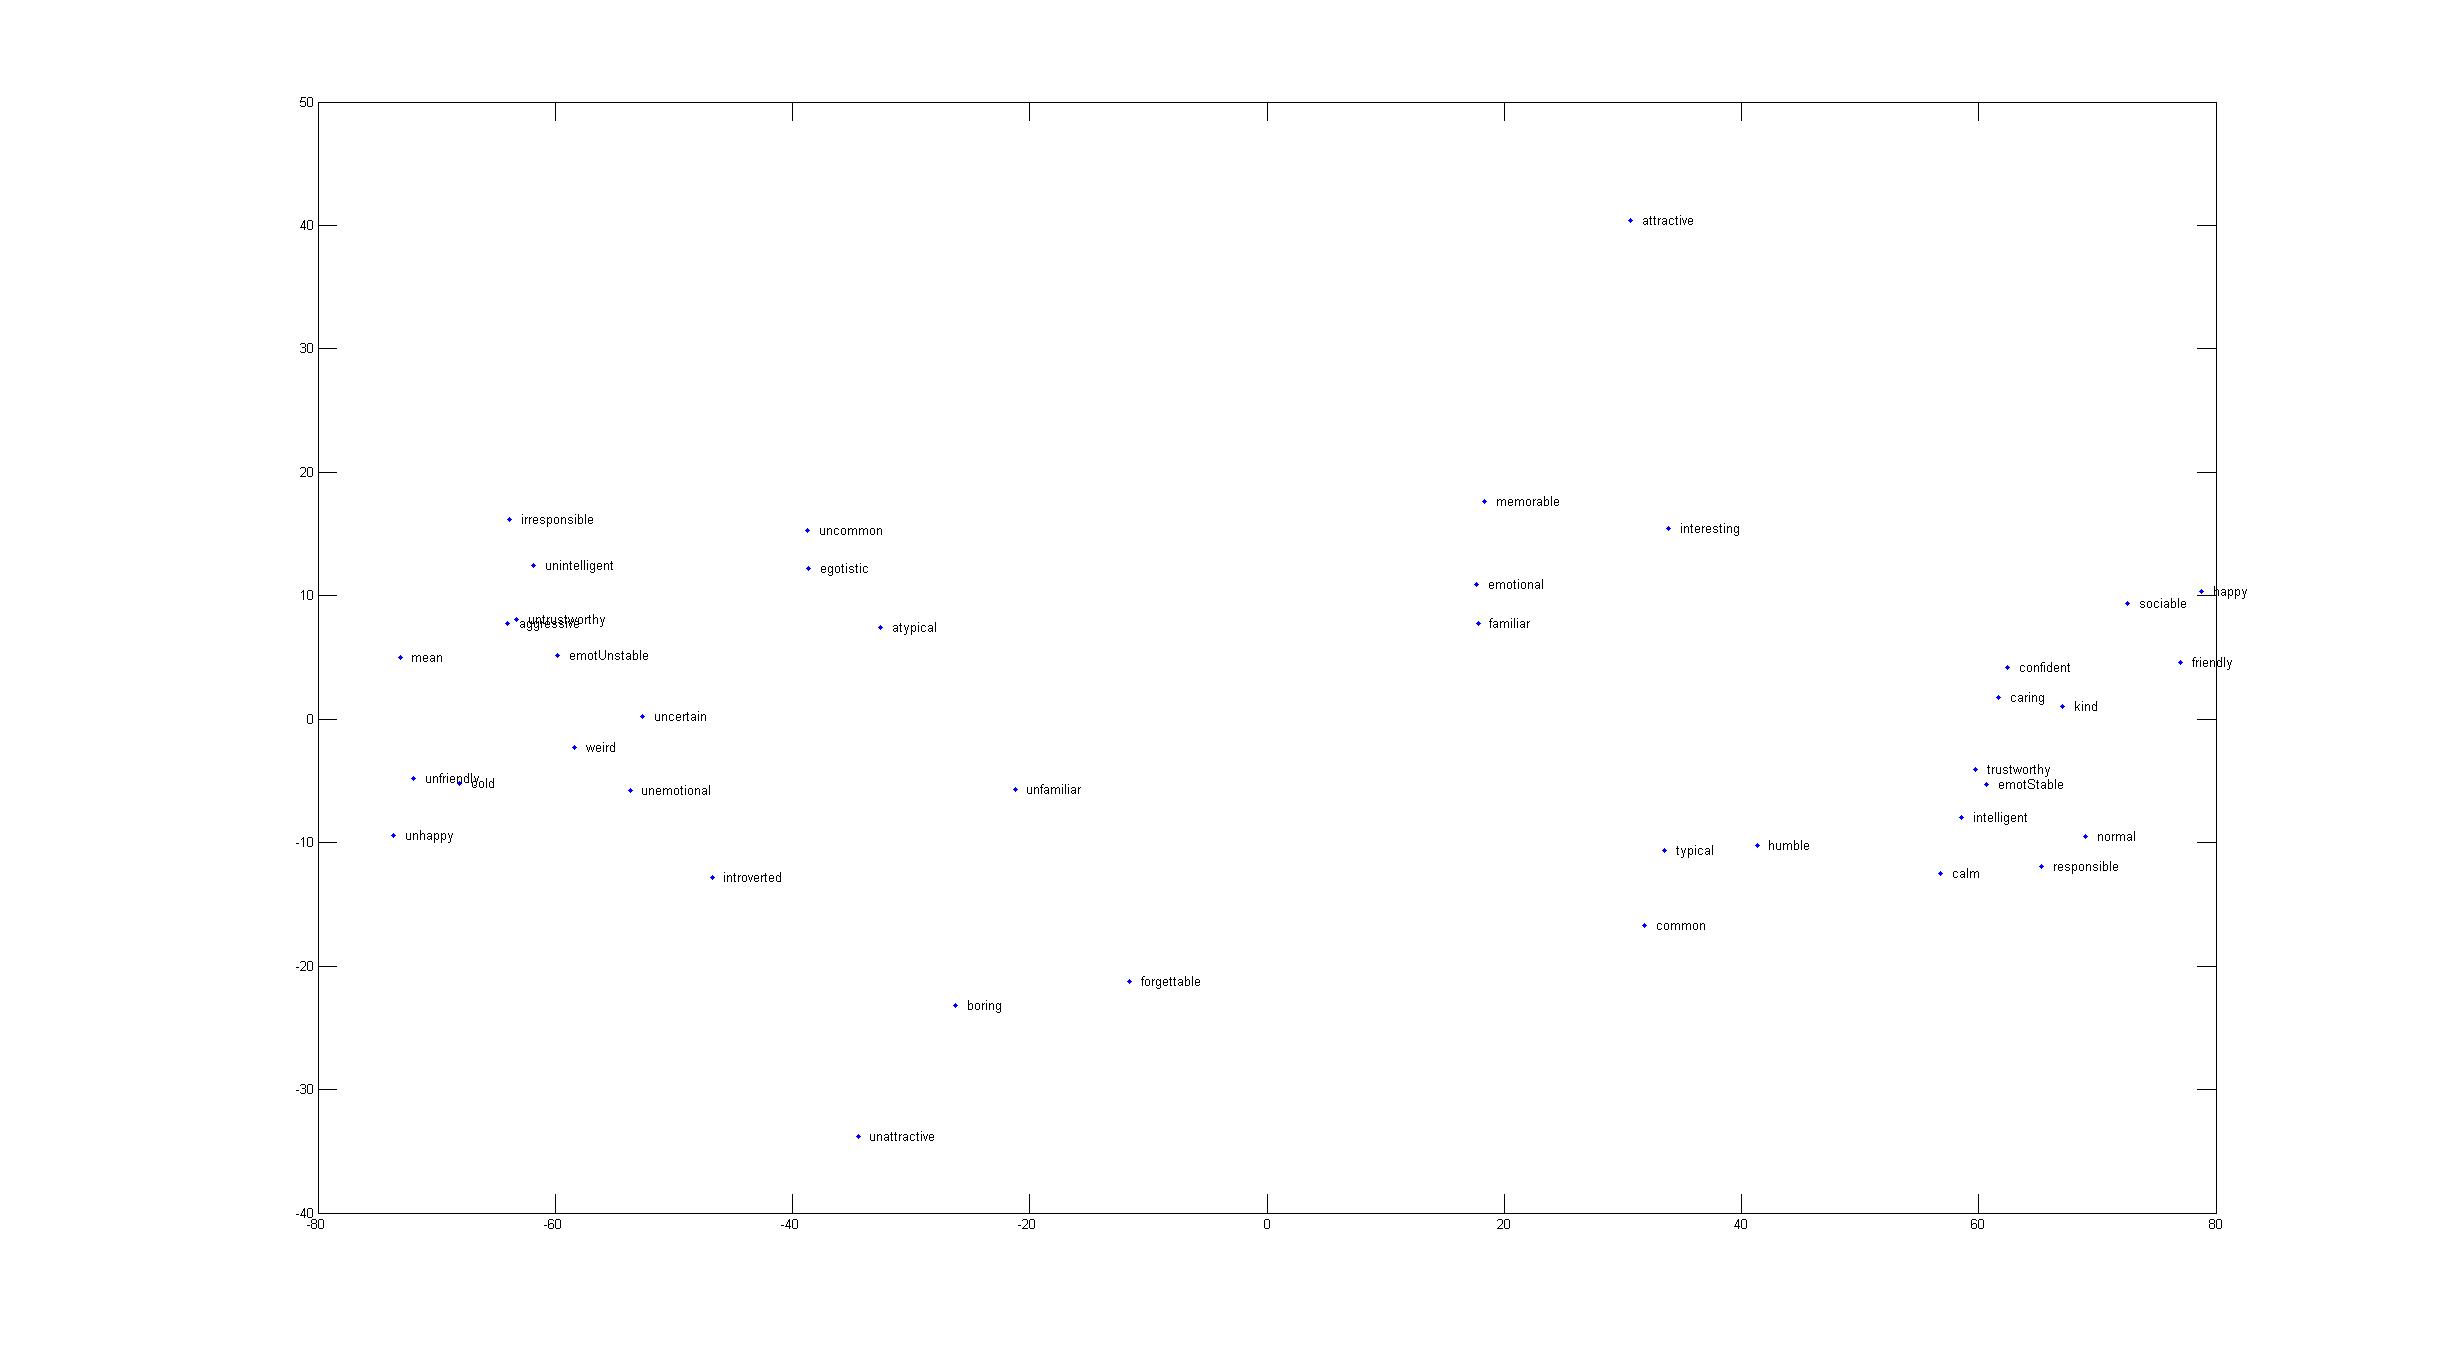 50
40
attractive
30
20
memorable
irresponsible
interesting
uncommon
unintelligent
egotistic
emotional
10
happy
sociable
untrustworthy
aggressive
familiar
atypical
emotUnstable
mean
friendly
confident
caring
kind
uncertain
0
weird
trustworthy
unfriendly
cold
emotStable
unfamiliar
unemotional
intelligent
unhappy
normal
-10
humble
typical
responsible
calm
introverted
common
-20
forgettable
boring
-30
unattractive
-40
-80 -60 -40 -20 0 20 40 60 80